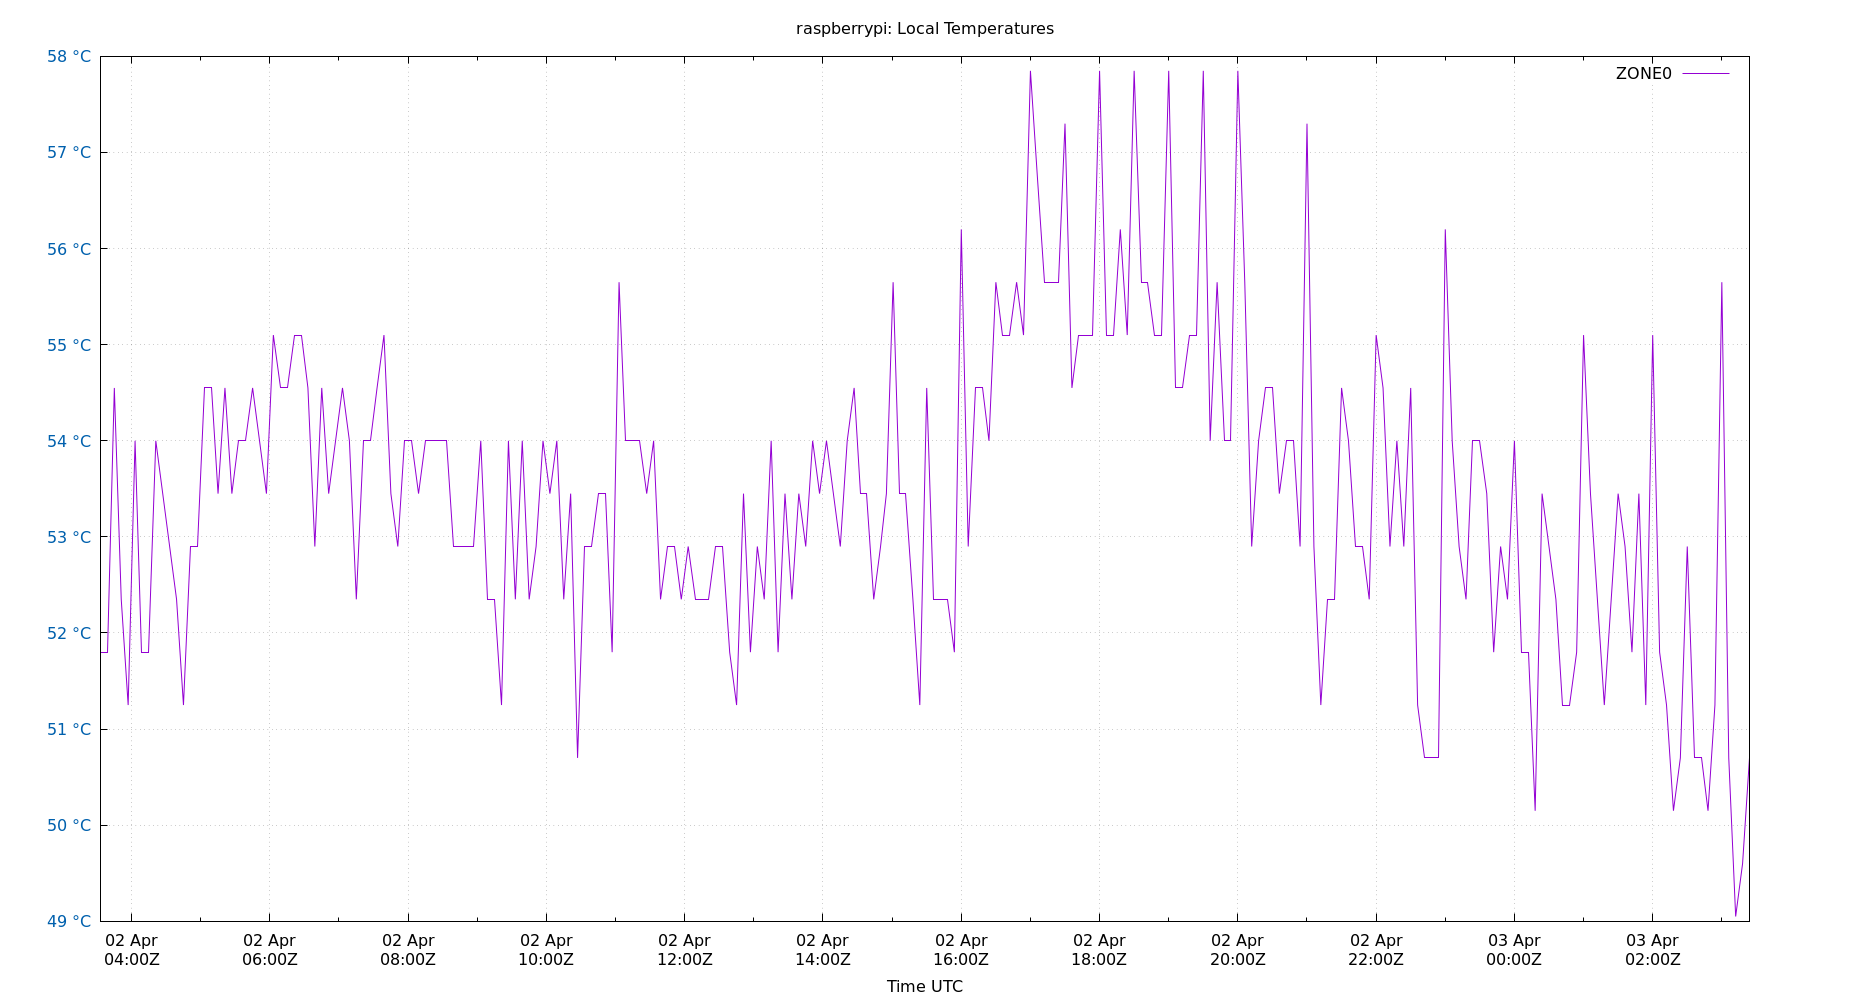 raspberrypi: Local Temperatures
ZONE0
58 °C
57 °C
56 °C
55 °C
54 °C
53 °C
52 °C
51 °C
50 °C
49 °C
02 Apr 02 Apr 02 Apr 02 Apr 02 Apr 02 Apr 02 Apr 02 Apr 02 Apr 02 Apr 03 Apr 03 Apr
04:00Z 06:00Z 08:00Z 10:00Z 12:00Z 14:00Z 16:00Z 18:00Z 20:00Z 22:00Z 00:00Z 02:00Z
Time UTC